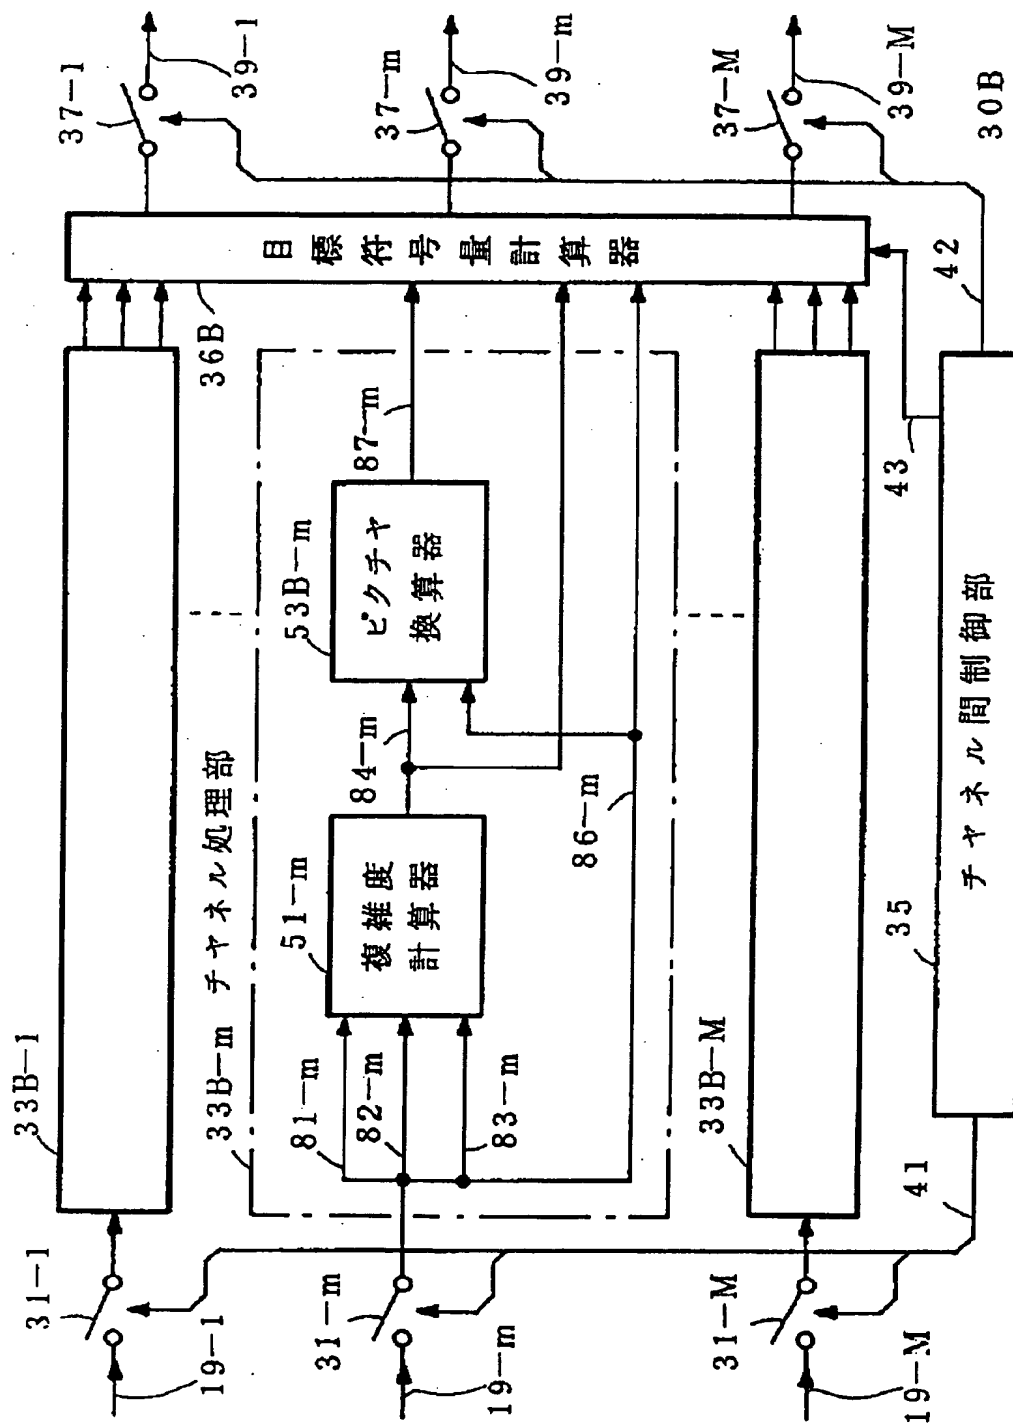 31-1
19-1
33B-1
37-1
39-1
36B
目標符号量計算器
31-m
19-m
33B-m チャネル処理部
81-m
82-m
83-m
51-m
複雑度
計算器
84-m
86-m
53B-m
ピクチャ
換算器
87-m
37-m
39-m
31-M
19-M
33B-M
37-M
39-M
41
35
チャネル間制御部
43
42
30B